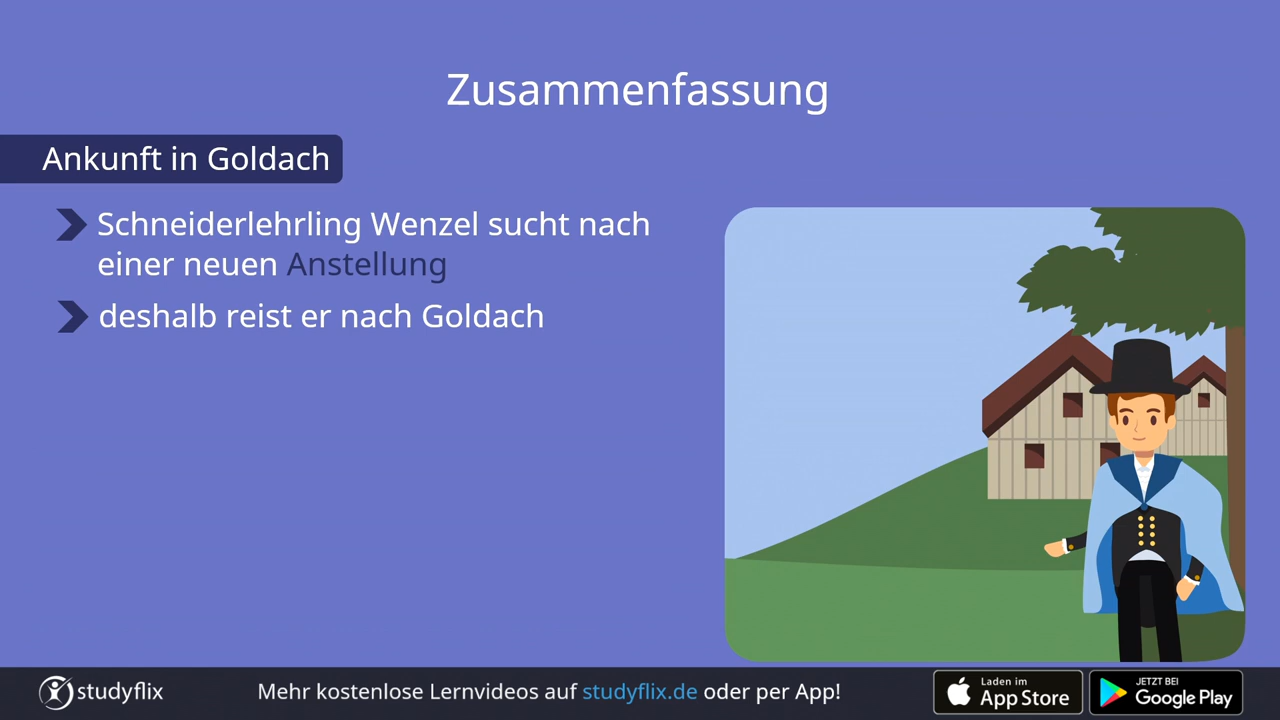 Zusammenfassung
Ankunft in Goldach
Schneiderlehrling Wenzel sucht nach
einer neuen Anstellung
deshalb reist er nach Goldach
studyflix
Mehr kostenlose Lernvideos auf studyflix.de oder per App!
Laden im
App Store
JETZT BEI
Google Play